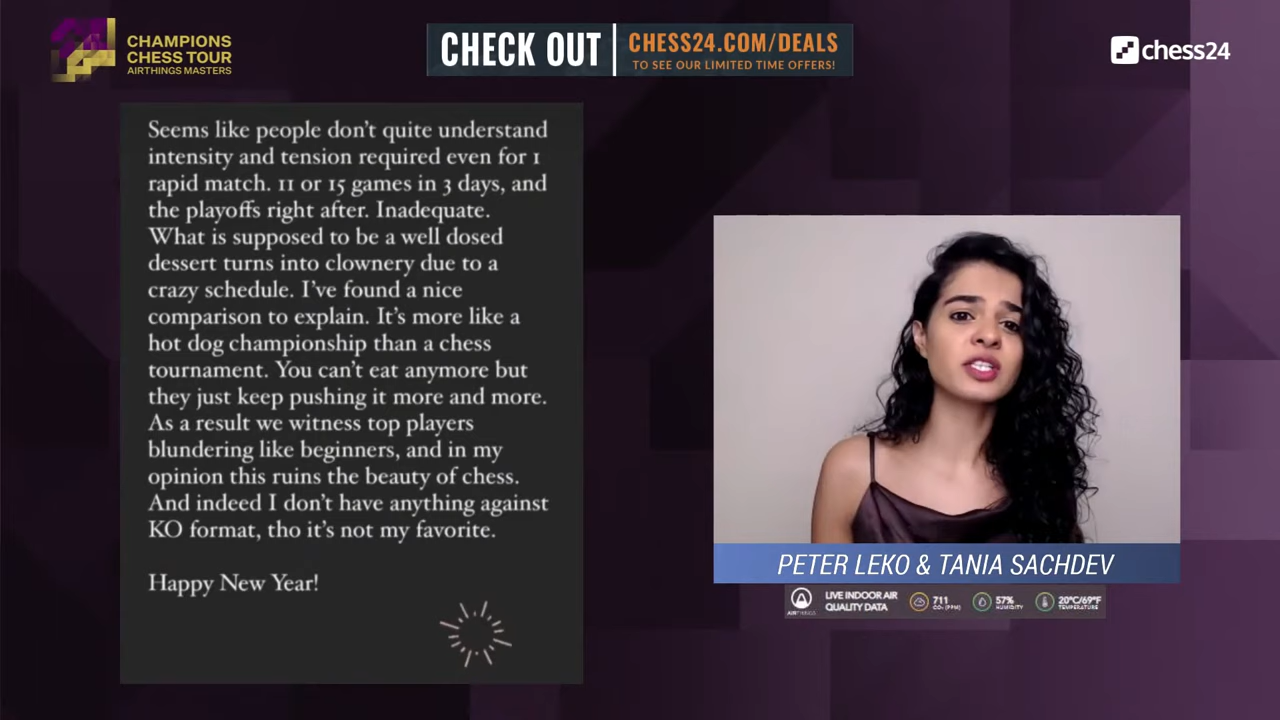 CHAMPIONS
CHESS TOUR
AIRTHINGS MASTERS
CHECK OUT
CHESS24.COM/DEALS
TO SEE OUR LIMITED TIME OFFERS!
chess24
Seems like people don't quite understand
intensity and tension required even for 1
rapid match. 11 or 15 games in 3 days, and
the playoffs right after. Inadequate.
What is supposed to be a well dosed
dessert turns into clownery due to a
crazy schedule. I've found a nice
comparison to explain. It's more like a
hot dog championship than a chess
tournament. You can't eat anymore but
they just keep pushing it more and more.
As a result we witness top players
blundering like beginners, and in my
opinion this ruins the beauty of chess.
And indeed I don't have anything against
KO format, tho it's not my favorite.
Happy New Year!
PETER LEKO & TANIA SACHDEV
AIRTHINGS
LIVE INDOOR AIR
QUALITY DATA
711
CO₂ (PPM)
57%
HUMIDITY
20°C/69°F
TEMPERATURE